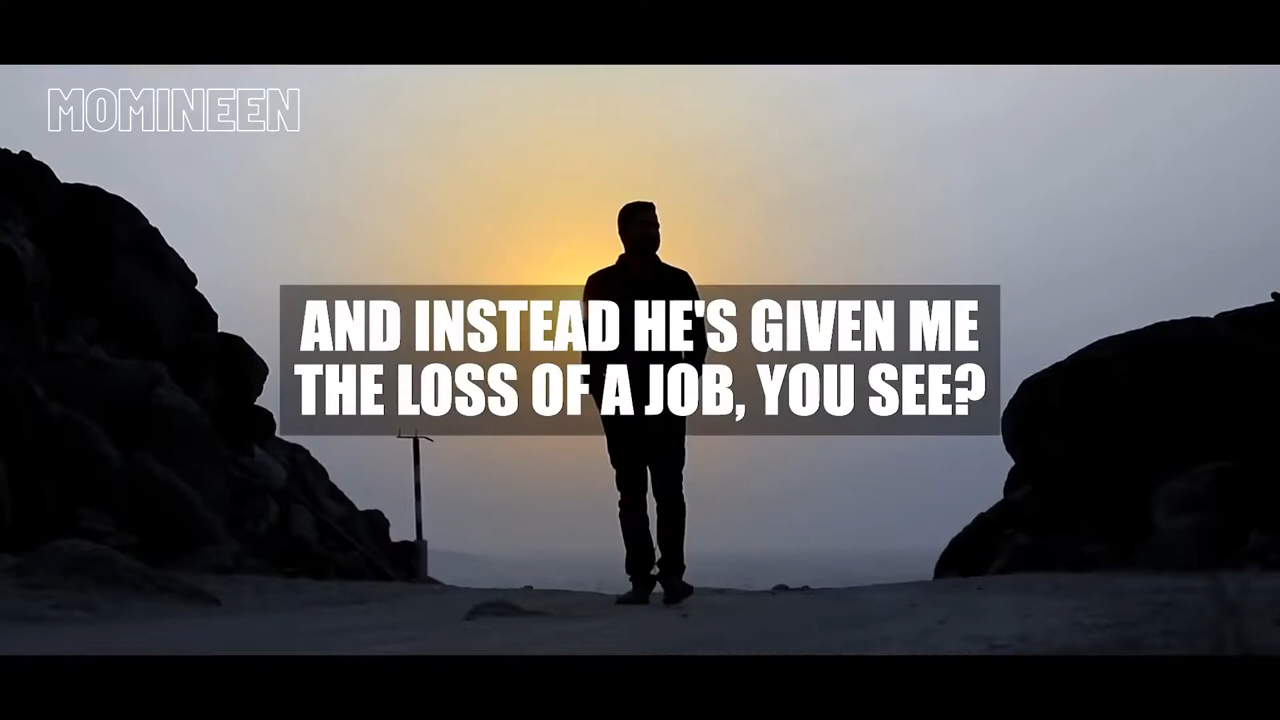 MOMINEEN
AND INSTEAD HE'S GIVEN ME
THE LOSS OF A JOB, YOU SEE?